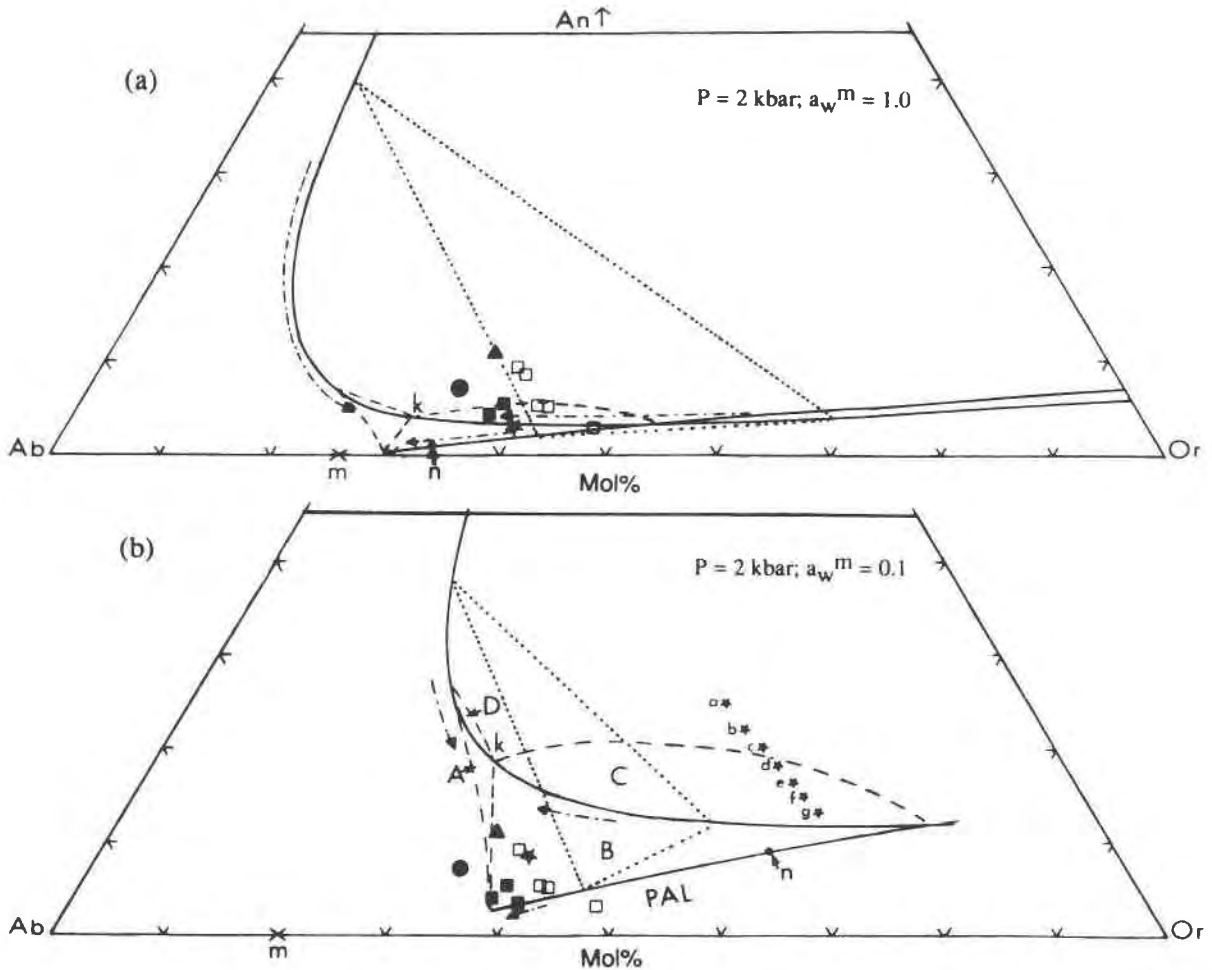 An↑
(a)
P = 2 kbar; a_w^m = 1.0
k
Ab
m
n
Or
Mol%
(b)
P = 2 kbar; a_w^m = 0.1
D
k
A
C
B
a
b
c
d
e
f
g
n
PAL
Ab
m
Or
Mol%